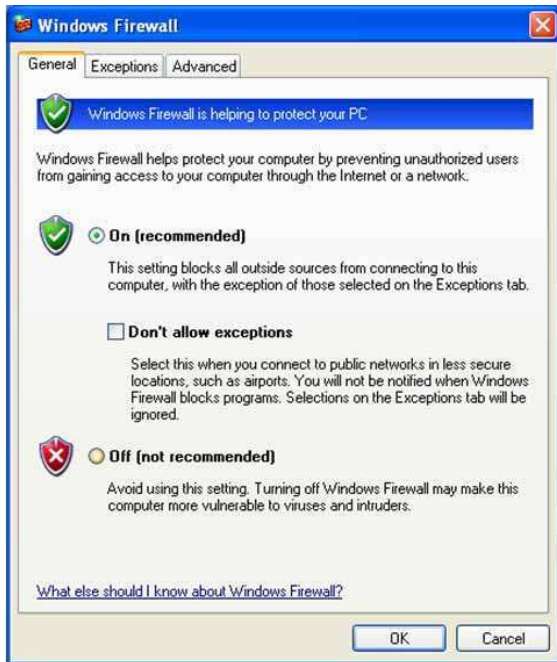 Windows Firewall
General Exceptions Advanced
Windows Firewall is helping to protect your PC
Windows Firewall helps protect your computer by preventing unauthorized users
from gaining access to your computer through the Internet or a network.
On (recommended)
This setting blocks all outside sources from connecting to this
computer, with the exception of those selected on the Exceptions tab.
Don't allow exceptions
Select this when you connect to public networks in less secure
locations, such as airports. You will not be notified when Windows
Firewall blocks programs. Selections on the Exceptions tab will be
ignored.
Off (not recommended)
Avoid using this setting. Turning off Windows Firewall may make this
computer more vulnerable to viruses and intruders.
What else should I know about Windows Firewall?
OK Cancel